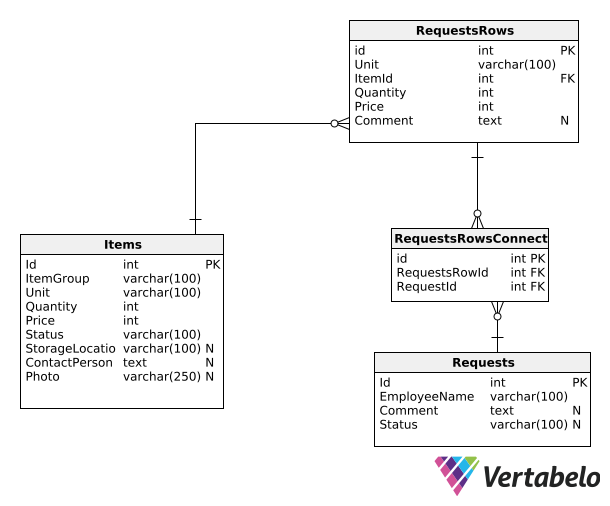 RequestsRows
id int PK
Unit varchar(100)
ItemId int FK
Quantity int
Price int
Comment text N
Items
Id int PK
ItemGroup varchar(100)
Unit varchar(100)
Quantity int
Price int
Status varchar(100)
StorageLocatio varchar(100) N
ContactPerson text N
Photo varchar(250) N
RequestsRowsConnect
id int PK
RequestsRowId int FK
RequestId int FK
Requests
Id int PK
EmployeeName varchar(100)
Comment text N
Status varchar(100) N
Vertabelo